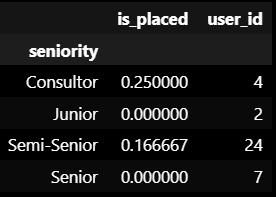 is_placed user_id
seniority
Consultor 0.250000 4
Junior 0.000000 2
Semi-Senior 0.166667 24
Senior 0.000000 7